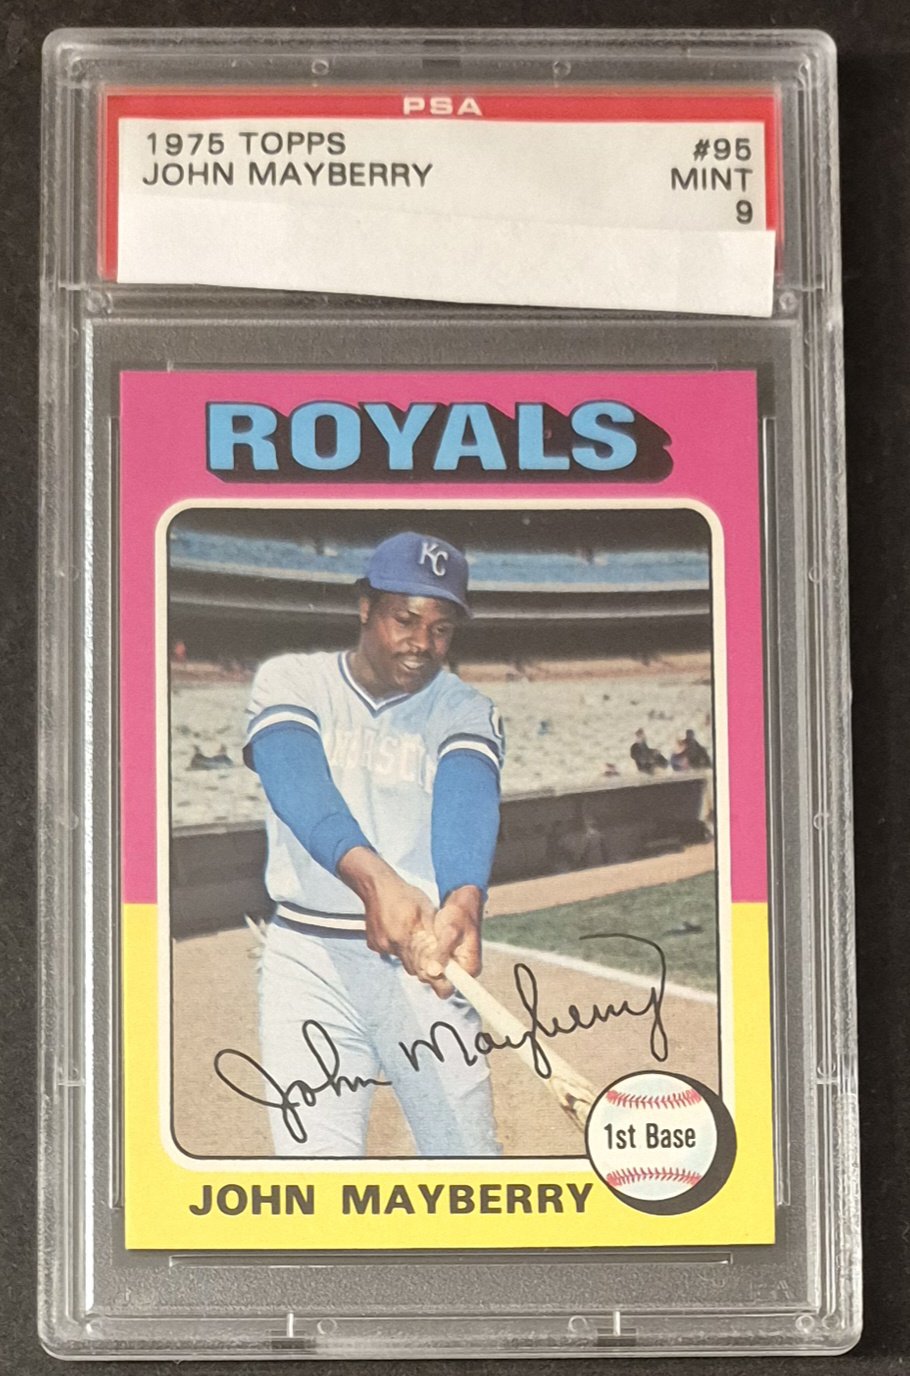 PSA
1975 TOPPS #95
JOHN MAYBERRY MINT
9
ROYALS
KC
John Mayberry
1st Base
JOHN MAYBERRY